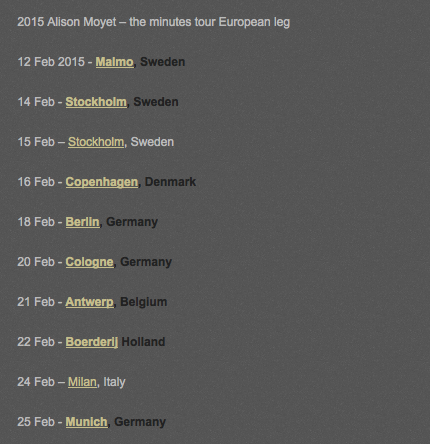 2015 Alison Moyet – the minutes tour European leg
12 Feb 2015 - Malmo, Sweden
14 Feb - Stockholm, Sweden
15 Feb – Stockholm, Sweden
16 Feb - Copenhagen, Denmark
18 Feb - Berlin, Germany
20 Feb - Cologne, Germany
21 Feb - Antwerp, Belgium
22 Feb - Boerderij Holland
24 Feb – Milan, Italy
25 Feb - Munich, Germany